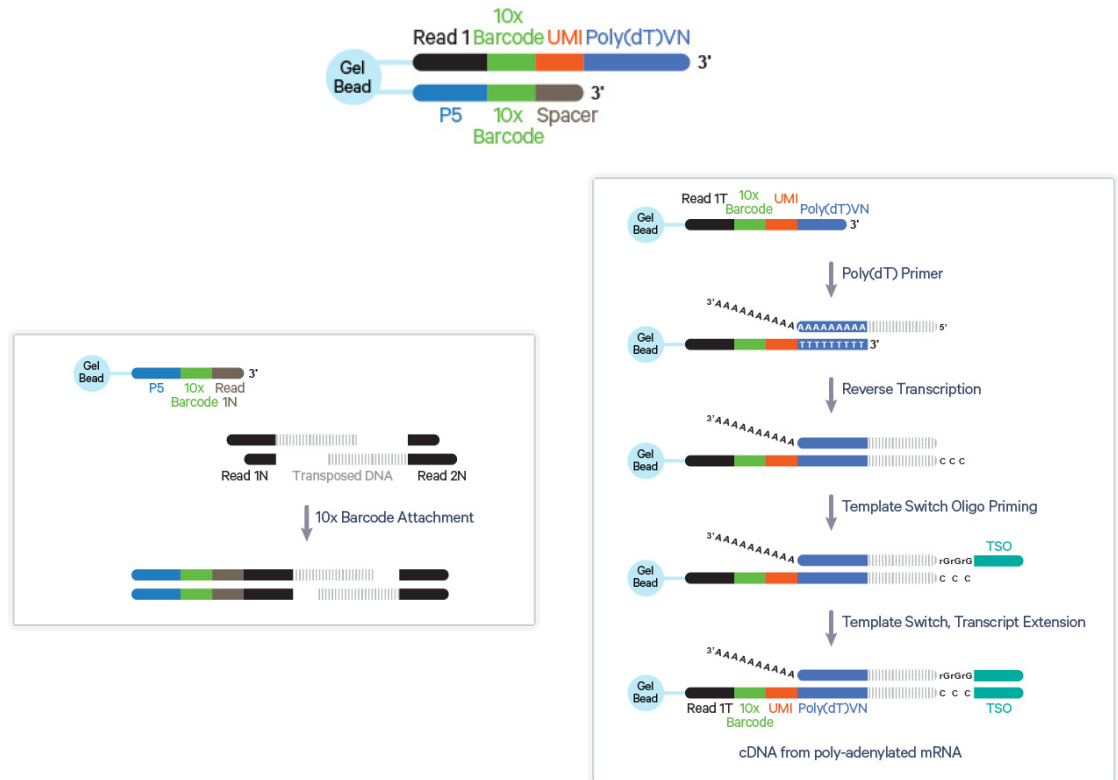 10x
Read 1 Barcode UMI Poly(dT)VN
Gel
Bead
3'
3'
P5 10x Spacer
Barcode
Read 1T 10x UMI Poly(dT)VN
Barcode
Gel
Bead
3'
Poly(dT) Primer
3'AAAAAAAAAA
AAAAAAAAA
5'
Gel
Bead
TTTTTTTTT 3'
Reverse Transcription
3'AAAAAAAAAA
Gel
Bead
C C C
Template Switch Oligo Priming
TSO
3'AAAAAAAAAA
rGrGrG
Gel
Bead
C C C
Template Switch, Transcript Extension
3'AAAAAAAAAA
rGrGrG
Gel
Bead
C C C
Read 1T 10x UMI Poly(dT)VN TSO
Barcode
cDNA from poly-adenylated mRNA
Gel
Bead
3'
P5 10x Read
Barcode 1N
Read 1N Transposed DNA Read 2N
10x Barcode Attachment